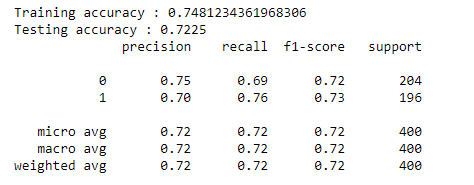 Training accuracy : 0.7481234361968306
Testing accuracy : 0.7225
precision recall f1-score support
0 0.75 0.69 0.72 204
1 0.70 0.76 0.73 196
micro avg 0.72 0.72 0.72 400
macro avg 0.72 0.72 0.72 400
weighted avg 0.72 0.72 0.72 400